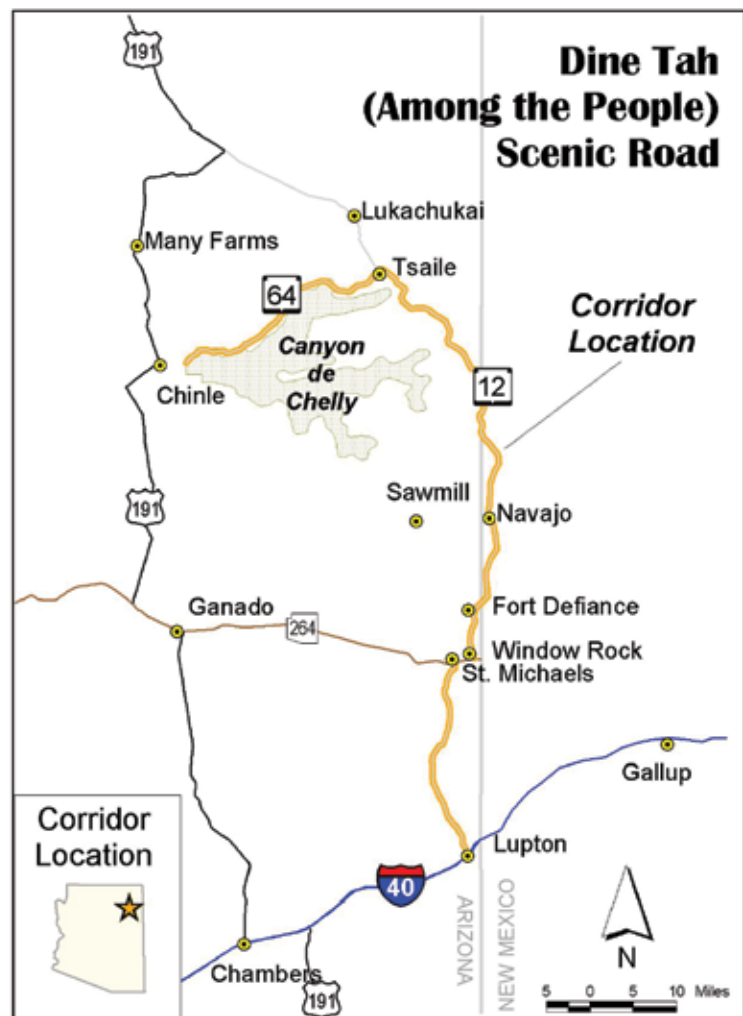 191
Dine Tah
(Among the People)
Scenic Road
Lukachukai
Many Farms
Tsaile
64
Corridor
Location
Canyon
de
Chelly
Chinle
12
Sawmill
191
Navajo
Ganado
264
Fort Defiance
Window Rock
St. Michaels
Gallup
Corridor
Location
Lupton
40
ARIZONA
NEW MEXICO
N
Chambers
191
5 0 5 10 Miles